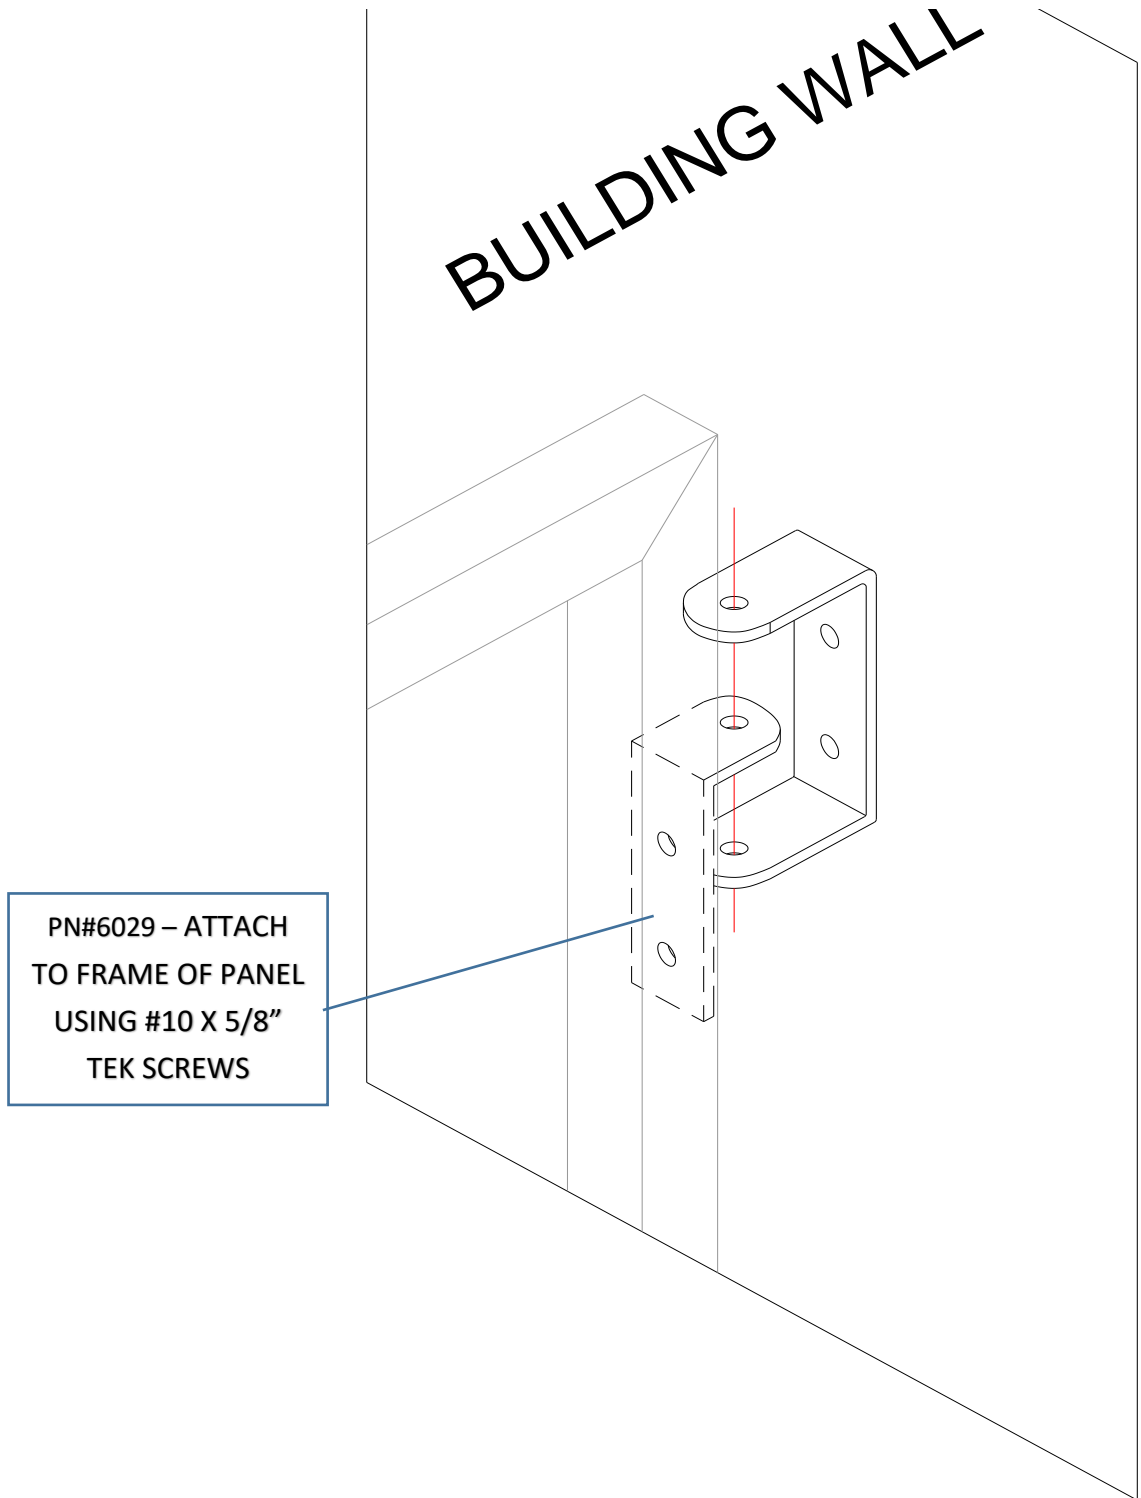 BUILDING WALL
PN#6029 – ATTACH
TO FRAME OF PANEL
USING #10 X 5/8”
TEK SCREWS